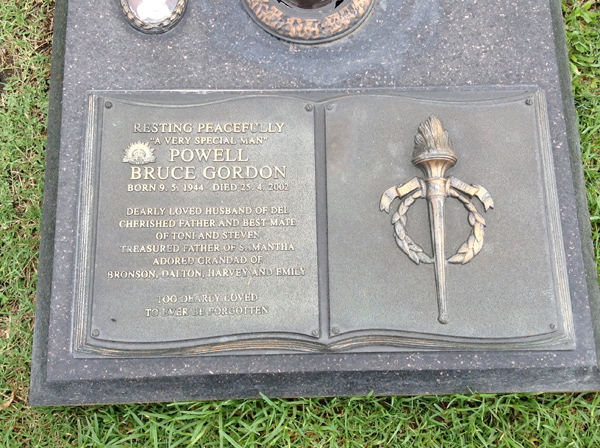 RESTING PEACEFULLY
"A VERY SPECIAL MAN"
POWELL
BRUCE GORDON
BORN 9. 5. 1944 DIED 25. 4. 2002
DEARLY LOVED HUSBAND OF DEL
CHERISHED FATHER AND BEST MATE
OF TONI AND STEVEN
TREASURED FATHER OF SAMANTHA
ADORED GRANDAD OF
BRONSON, DALTON, HARVEY AND EMILY
TOO DEARLY LOVED
TO EVER BE FORGOTTEN